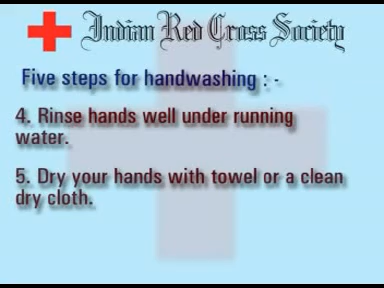 Indian Red Cross Society
Five steps for handwashing : -
4. Rinse hands well under running
water.
5. Dry your hands with towel or a clean
dry cloth.